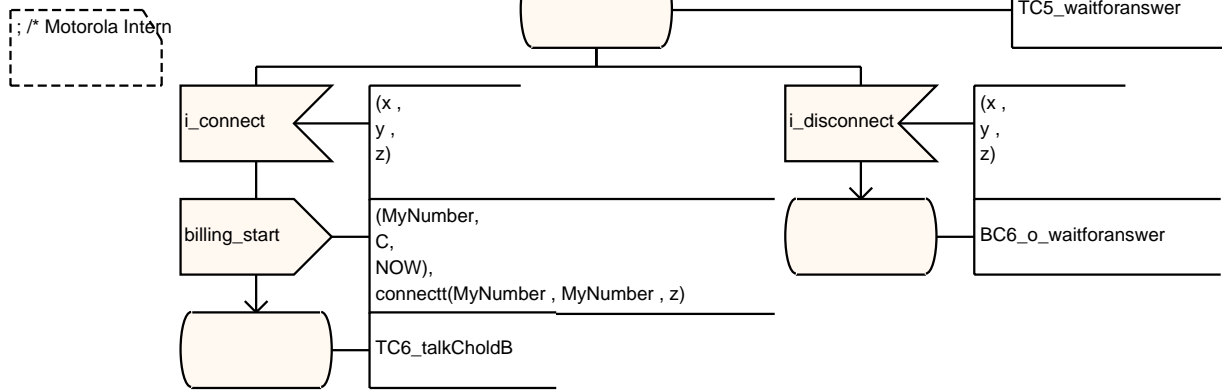 ; /* Motorola Intern
TC5_waitforanswer
i_connect
(x ,
y ,
z)
i_disconnect
(x ,
y ,
z)
billing_start
(MyNumber,
C,
NOW),
connectt(MyNumber , MyNumber , z)
BC6_o_waitforanswer
TC6_talkCholdB